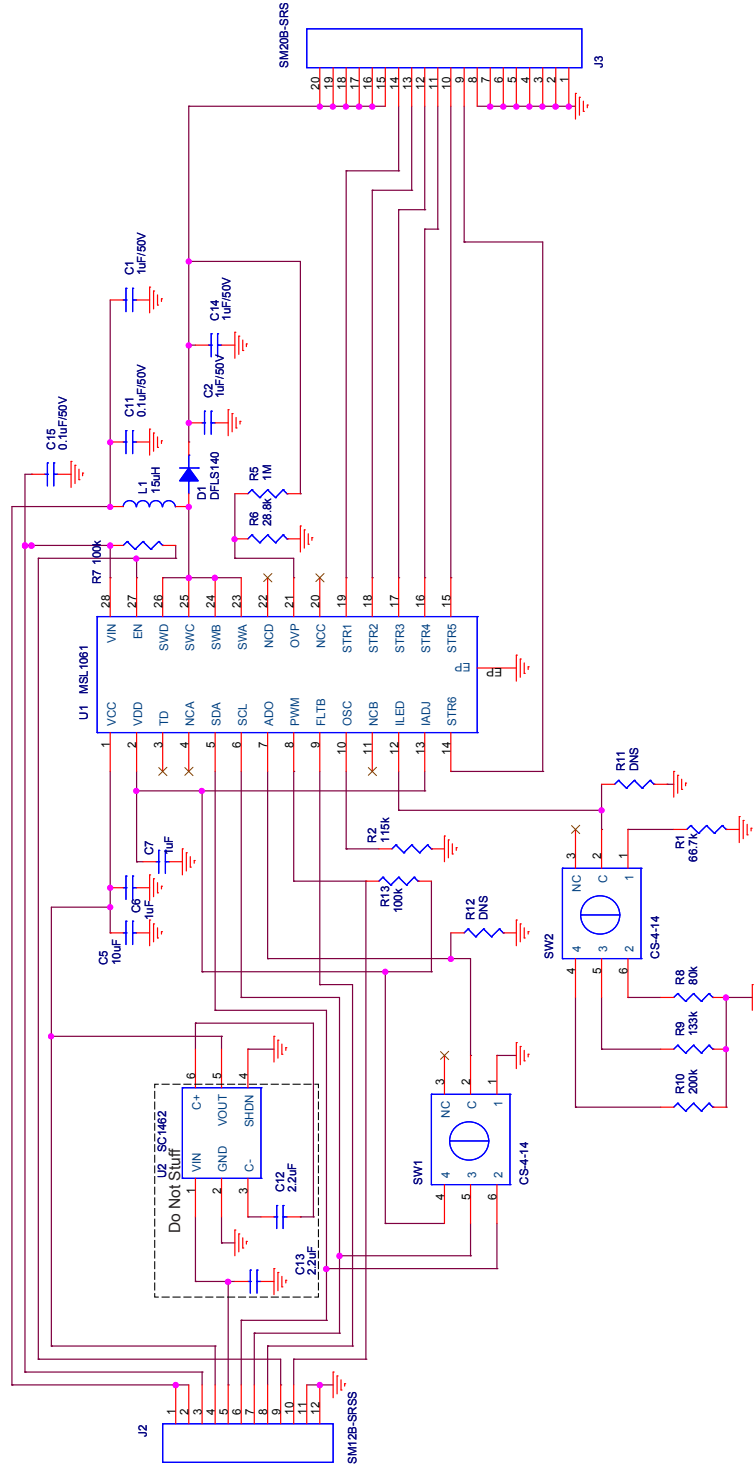 SM20B-SRS
J3
20
19
18
17
16
15
14
13
12
11
10
9
8
7
6
5
4
3
2
1
C1
1uF/50V
C11
0.1uF/50V
C15
0.1uF/50V
C14
1uF/50V
C2
1uF/50V
L1
15uH
D1
DFLS140
R5
1M
R6
28.8k
R7 100k
U1 MSL1061
28
27
26
25
24
23
22
21
20
19
18
17
16
15
VIN
EN
SWD
SWC
SWB
SWA
NCD
OVP
NCC
STR1
STR2
STR3
STR4
STR5
EP
EP
VCC
VDD
TD
NCA
SDA
SCL
ADO
PWM
FLTB
OSC
NCB
ILED
IADJ
STR6
1
2
3
4
5
6
7
8
9
10
11
12
13
14
C7
1uF
C6
1uF
C5
10uF
R2
115k
R13
100k
R12
DNS
R11
DNS
R1
66.7k
SW2
CS-4-14
NC
C
1
4
3
2
3
2
1
4
5
6
R8
80k
R9
133k
R10
200k
SW1
CS-4-14
NC
C
1
4
3
2
3
2
1
4
5
6
U2 SC1462
Do Not Stuff
C+
VOUT
SHDN
VIN
GND
C-
6
5
4
1
2
3
C12
2.2uF
C13
2.2uF
J2
SM12B-SRSS
1
2
3
4
5
6
7
8
9
10
11
12